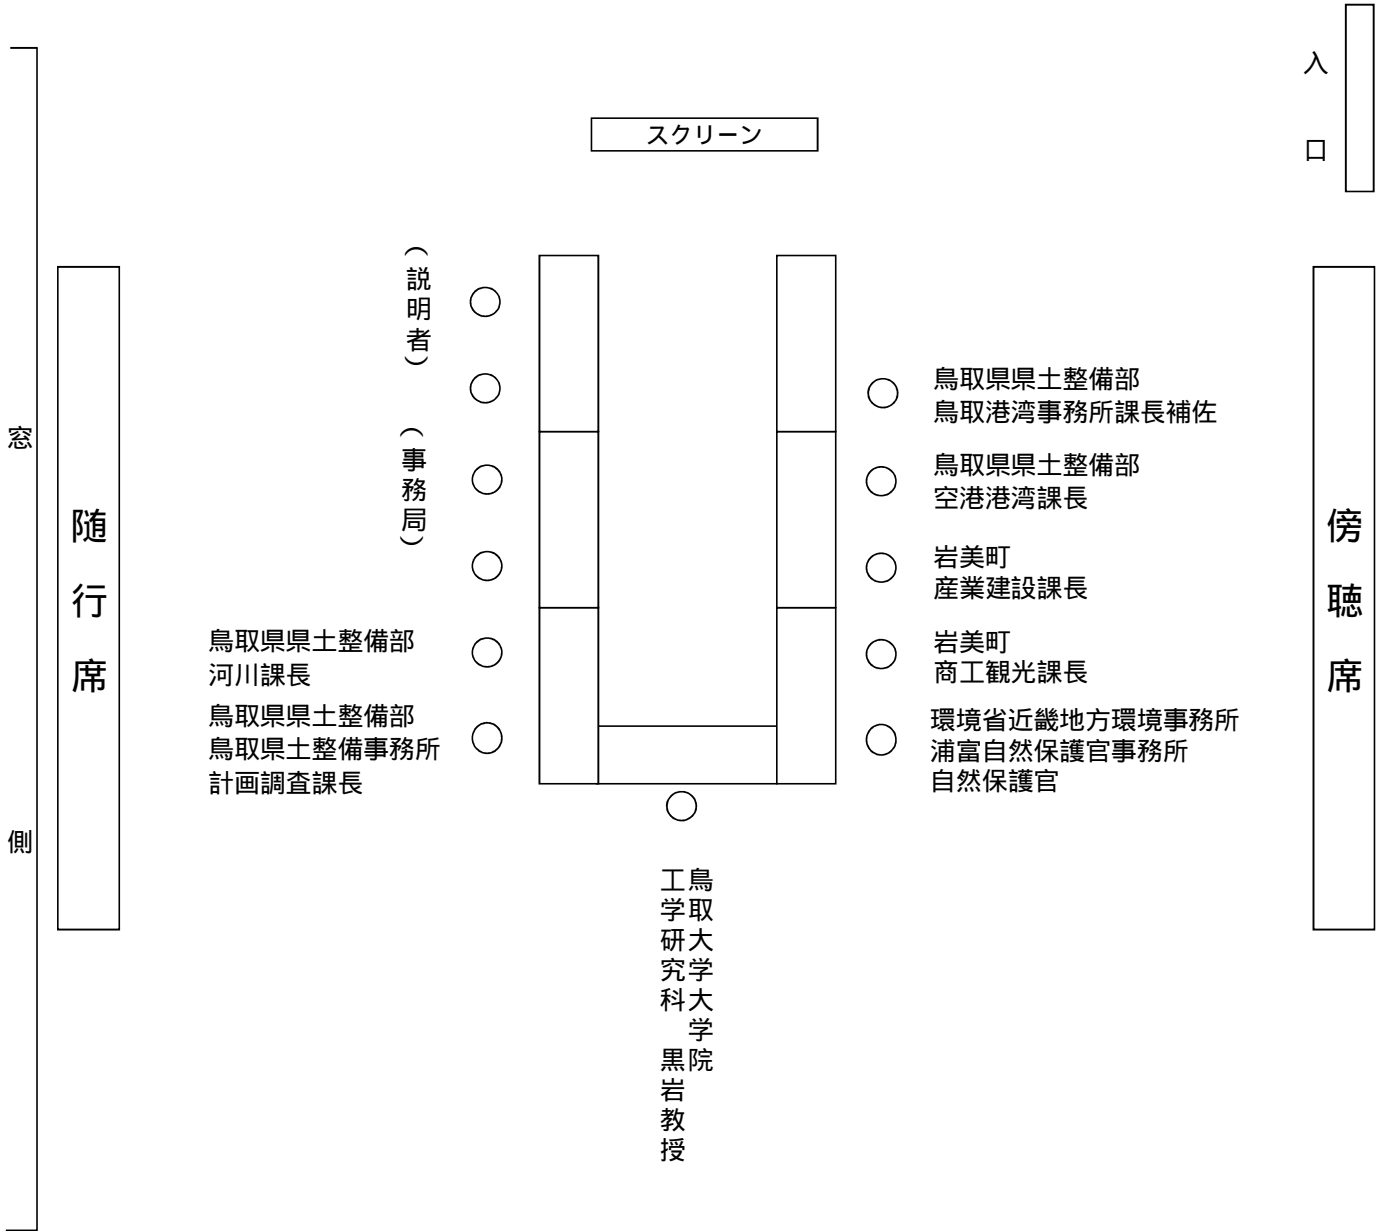 入口
スクリーン
(説明者)
(事務局)
窓側
随行席
鳥取県県土整備部
河川課長
鳥取県県土整備部
鳥取県土整備事務所
計画調査課長
鳥取県県土整備部
鳥取港湾事務所課長補佐
鳥取県県土整備部
空港港湾課長
岩美町
産業建設課長
岩美町
商工観光課長
環境省近畿地方環境事務所
浦富自然保護官事務所
自然保護官
傍聴席
鳥取大学大学院
工学研究科 黒岩教授